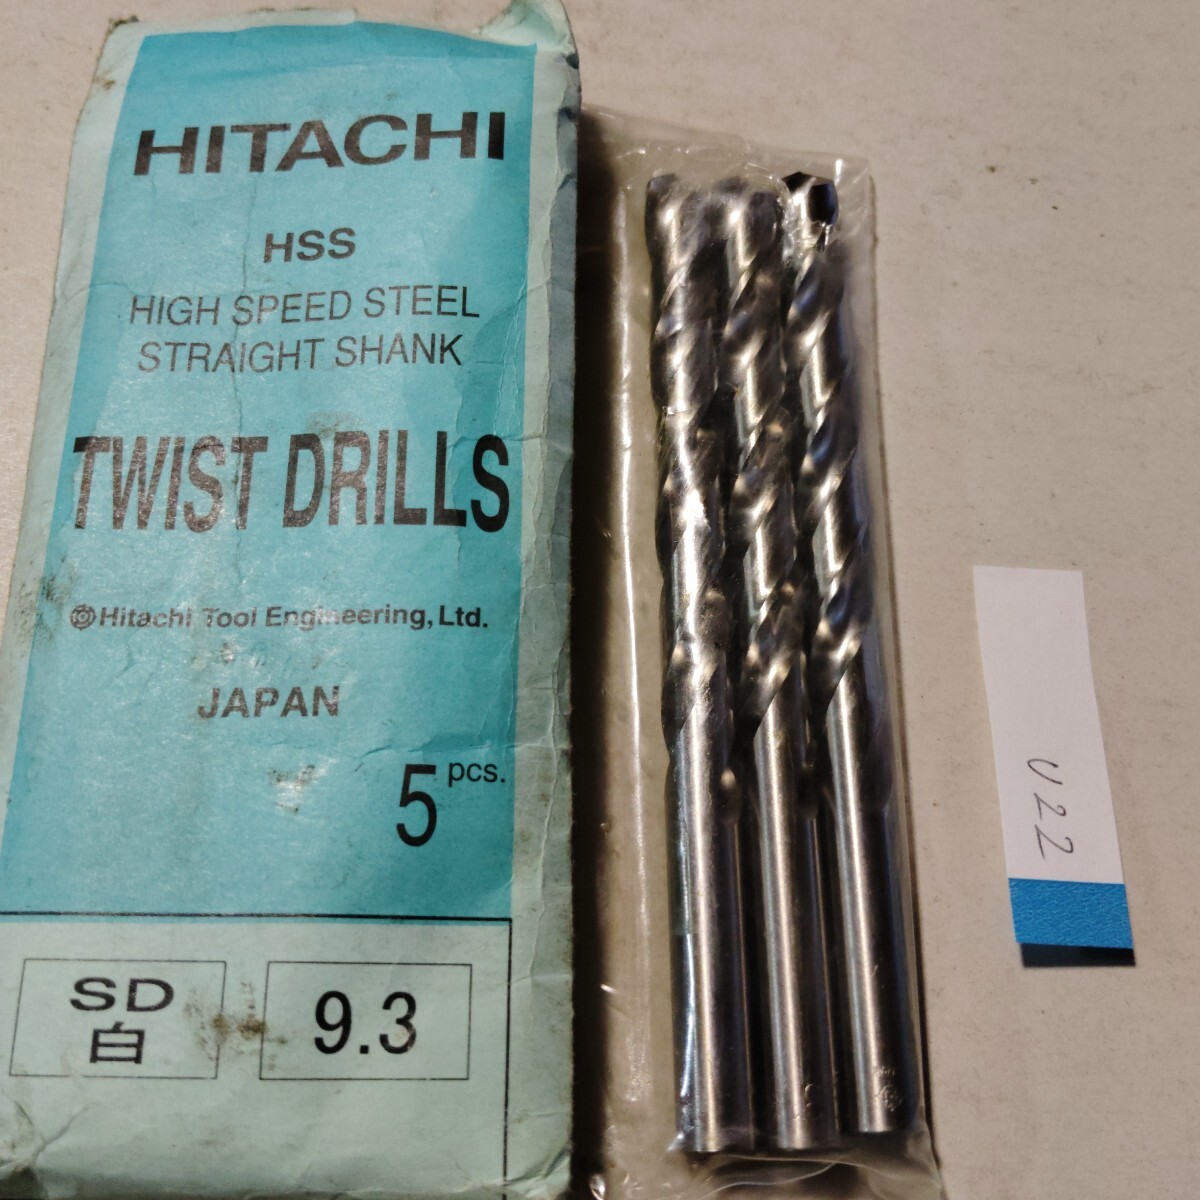 HITACHI
HSS
HIGH SPEED STEEL
STRAIGHT SHANK
TWIST DRILLS
Hitachi Tool Engineering, Ltd.
JAPAN
5 pcs.
SD
白
9.3
U22